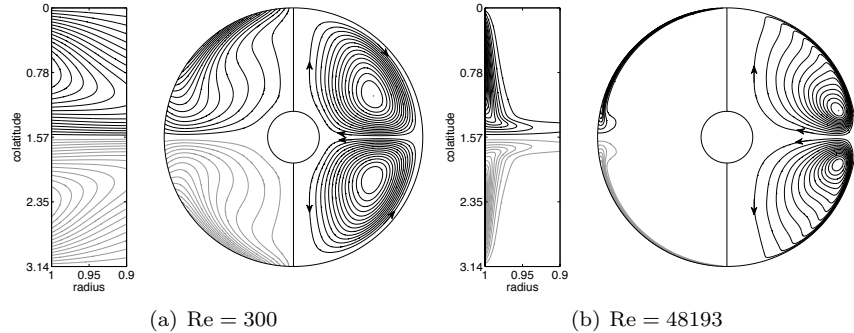 0
0.78
1.57
2.35
3.14
colatitude
1 0.95 0.9
radius
(a) Re = 300
0
0.78
1.57
2.35
3.14
colatitude
1 0.95 0.9
radius
(b) Re = 48193